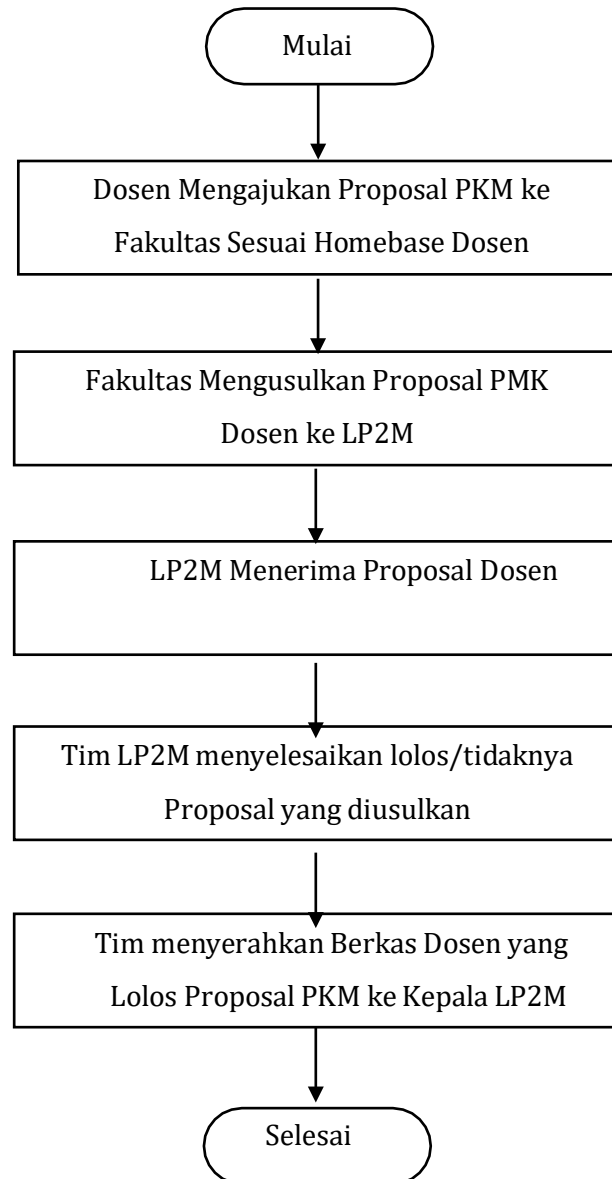 Mulai
Dosen Mengajukan Proposal PKM ke
Fakultas Sesuai Homebase Dosen
Fakultas Mengusulkan Proposal PMK
Dosen ke LP2M
LP2M Menerima Proposal Dosen
Tim LP2M menyelesaikan lolos/tidaknya
Proposal yang diusulkan
Tim menyerahkan Berkas Dosen yang
Lolos Proposal PKM ke Kepala LP2M
Selesai